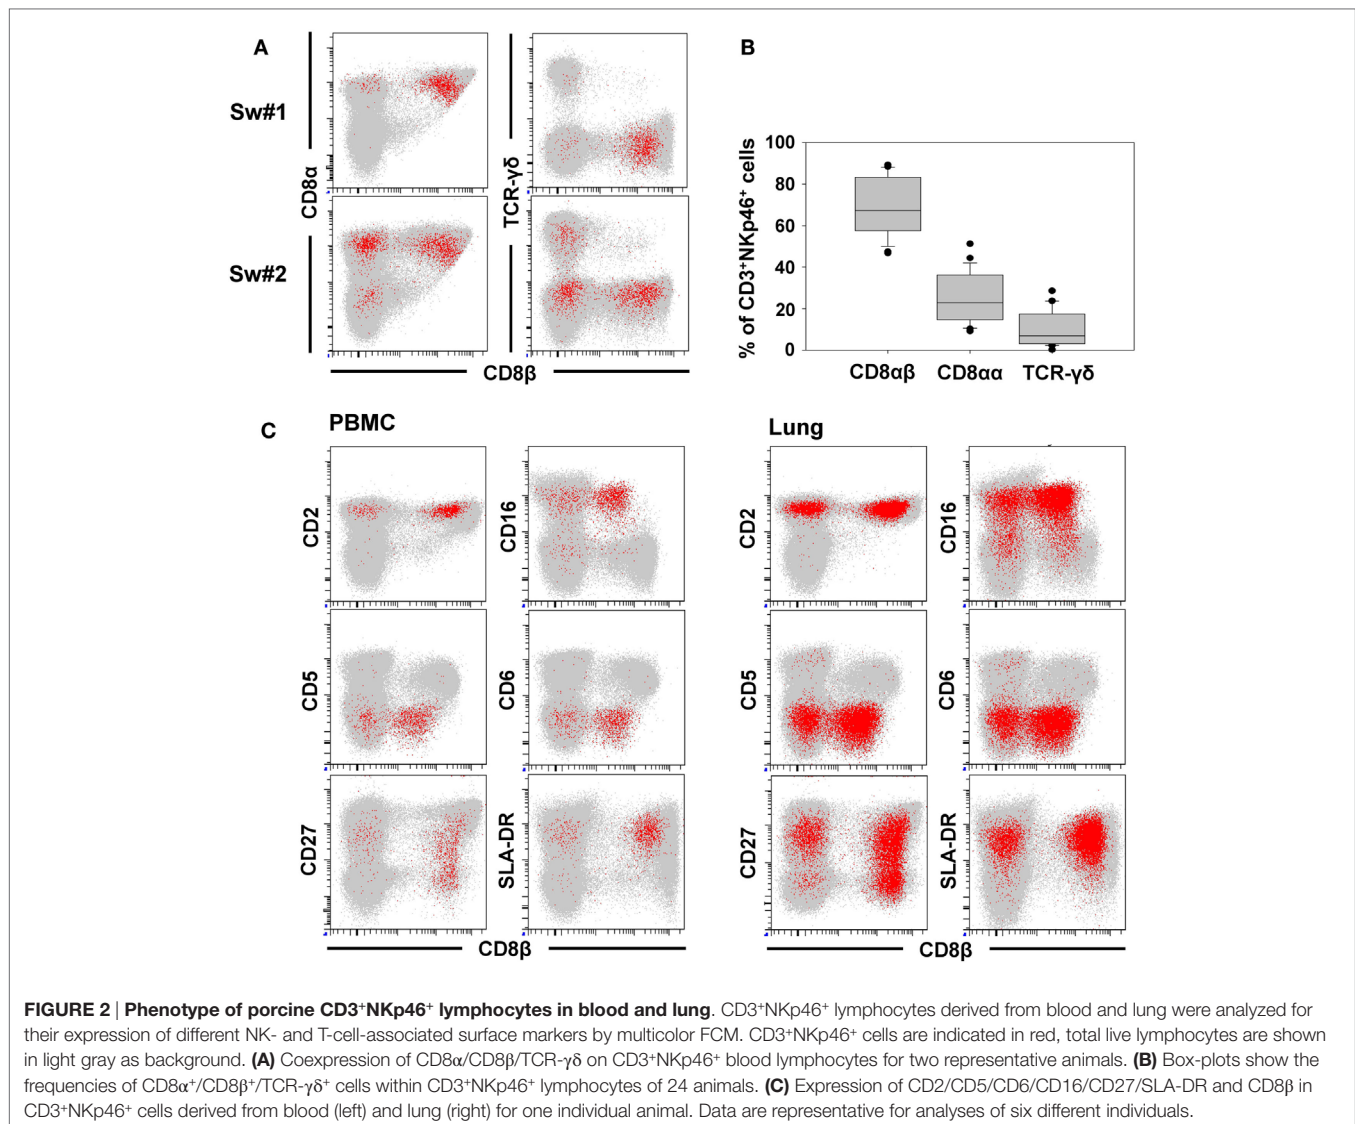 A
B
Sw#1
Sw#2
CD8α
TCR-γδ
CD8β
% of CD3⁺NKp46⁺ cells
100
80
60
40
20
0
CD8αβ
CD8αα
TCR-γδ
C
PBMC
Lung
CD2
CD16
CD2
CD16
CD5
CD6
CD5
CD6
CD27
SLA-DR
CD27
SLA-DR
CD8β
CD8β
FIGURE 2 | Phenotype of porcine CD3⁺NKp46⁺ lymphocytes in blood and lung. CD3⁺NKp46⁺ lymphocytes derived from blood and lung were analyzed for
their expression of different NK- and T-cell-associated surface markers by multicolor FCM. CD3⁺NKp46⁺ cells are indicated in red, total live lymphocytes are shown
in light gray as background. (A) Coexpression of CD8α/CD8β/TCR-γδ on CD3⁺NKp46⁺ blood lymphocytes for two representative animals. (B) Box-plots show the
frequencies of CD8α⁺/CD8β⁺/TCR-γδ⁺ cells within CD3⁺NKp46⁺ lymphocytes of 24 animals. (C) Expression of CD2/CD5/CD6/CD16/CD27/SLA-DR and CD8β in
CD3⁺NKp46⁺ cells derived from blood (left) and lung (right) for one individual animal. Data are representative for analyses of six different individuals.